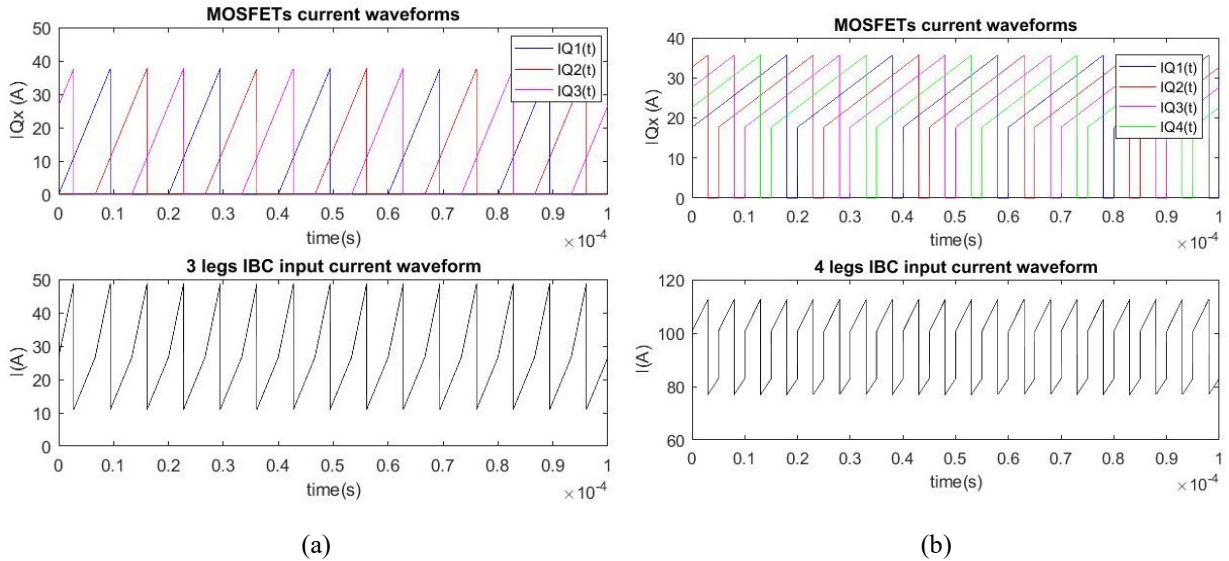 MOSFETs current waveforms
50
40
30
20
10
0
IQx (A)
IQ1(t)
IQ2(t)
IQ3(t)
0 0.1 0.2 0.3 0.4 0.5 0.6 0.7 0.8 0.9 1
time(s)
×10-4
3 legs IBC input current waveform
50
40
30
20
10
0
I(A)
0 0.1 0.2 0.3 0.4 0.5 0.6 0.7 0.8 0.9 1
time(s)
×10-4
(a)
MOSFETs current waveforms
40
30
20
10
0
IQx (A)
IQ1(t)
IQ2(t)
IQ3(t)
IQ4(t)
0 0.1 0.2 0.3 0.4 0.5 0.6 0.7 0.8 0.9 1
time(s)
×10-4
4 legs IBC input current waveform
120
100
80
60
I(A)
0 0.1 0.2 0.3 0.4 0.5 0.6 0.7 0.8 0.9 1
time(s)
×10-4
(b)